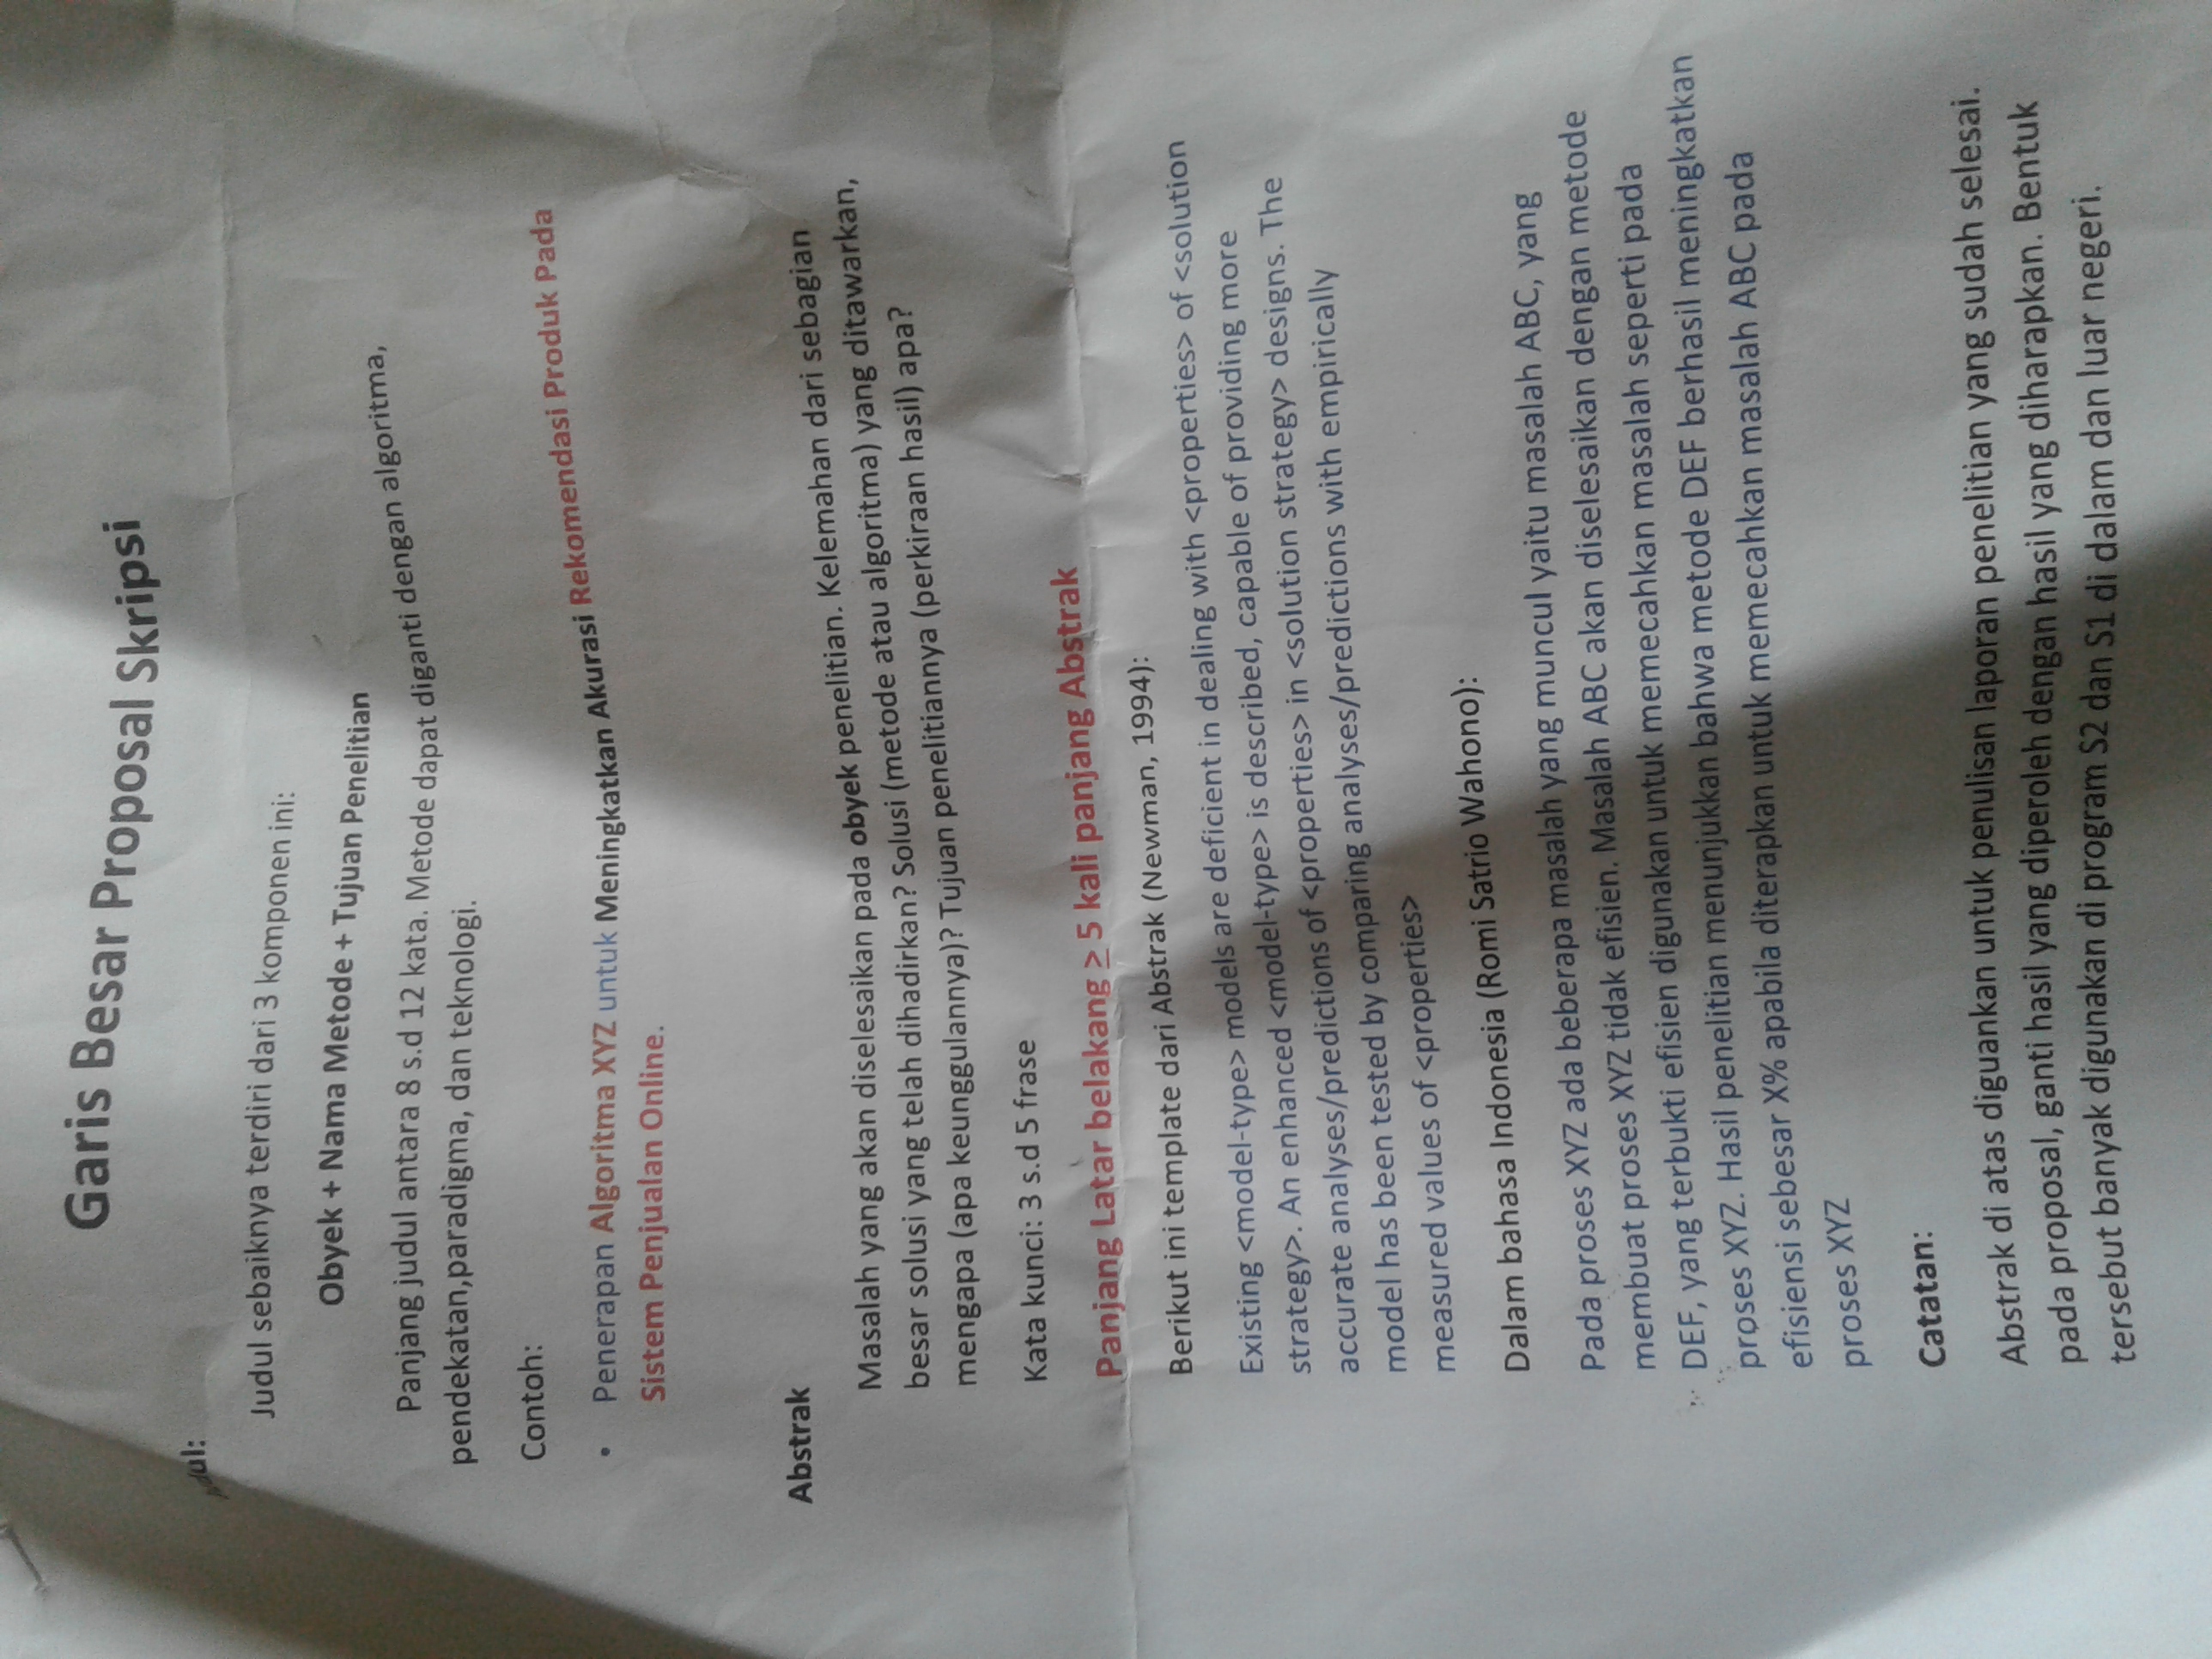 Garis Besar Proposal Skripsi
dul:
Judul sebaiknya terdiri dari 3 komponen ini:
Obyek + Nama Metode + Tujuan Penelitian
Panjang judul antara 8 s.d 12 kata. Metode dapat diganti dengan algoritma,
pendekatan,paradigma, dan teknologi.
Contoh:
• Penerapan Algoritma XYZ untuk Meningkatkan Akurasi Rekomendasi Produk Pada
Sistem Penjualan Online.
Abstrak
Masalah yang akan diselesaikan pada obyek penelitian. Kelemahan dari sebagian
besar solusi yang telah dihadirkan? Solusi (metode atau algoritma) yang ditawarkan,
mengapa (apa keunggulannya)? Tujuan penelitiannya (perkiraan hasil) apa?
Kata kunci: 3 s.d 5 frase
Panjang Latar belakang ≥ 5 kali panjang Abstrak
Berikut ini template dari Abstrak (Newman, 1994):
Existing <model-type> models are deficient in dealing with <properties> of <solution
strategy>. An enhanced <model-type> is described, capable of providing more
accurate analyses/predictions of <properties> in <solution strategy> designs. The
model has been tested by comparing analyses/predictions with empirically
measured values of <properties>
Dalam bahasa Indonesia (Romi Satrio Wahono):
Pada proses XYZ ada beberapa masalah yang muncul yaitu masalah ABC, yang
membuat proses XYZ tidak efisien. Masalah ABC akan diselesaikan dengan metode
DEF, yang terbukti efisien digunakan untuk memecahkan masalah seperti pada
proses XYZ. Hasil penelitian menunjukkan bahwa metode DEF berhasil meningkatkan
efisiensi sebesar X% apabila diterapkan untuk memecahkan masalah ABC pada
proses XYZ
Catatan:
Abstrak di atas diguankan untuk penulisan laporan penelitian yang sudah selesai.
pada proposal, ganti hasil yang diperoleh dengan hasil yang diharapkan. Bentuk
tersebut banyak digunakan di program S2 dan S1 di dalam dan luar negeri.